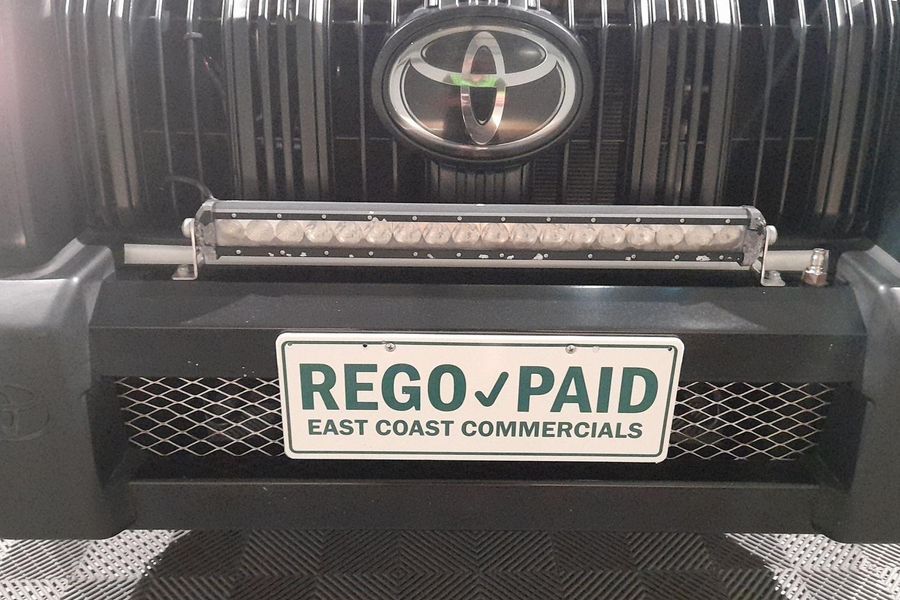 REGO✓PAID
EAST COAST COMMERCIALS